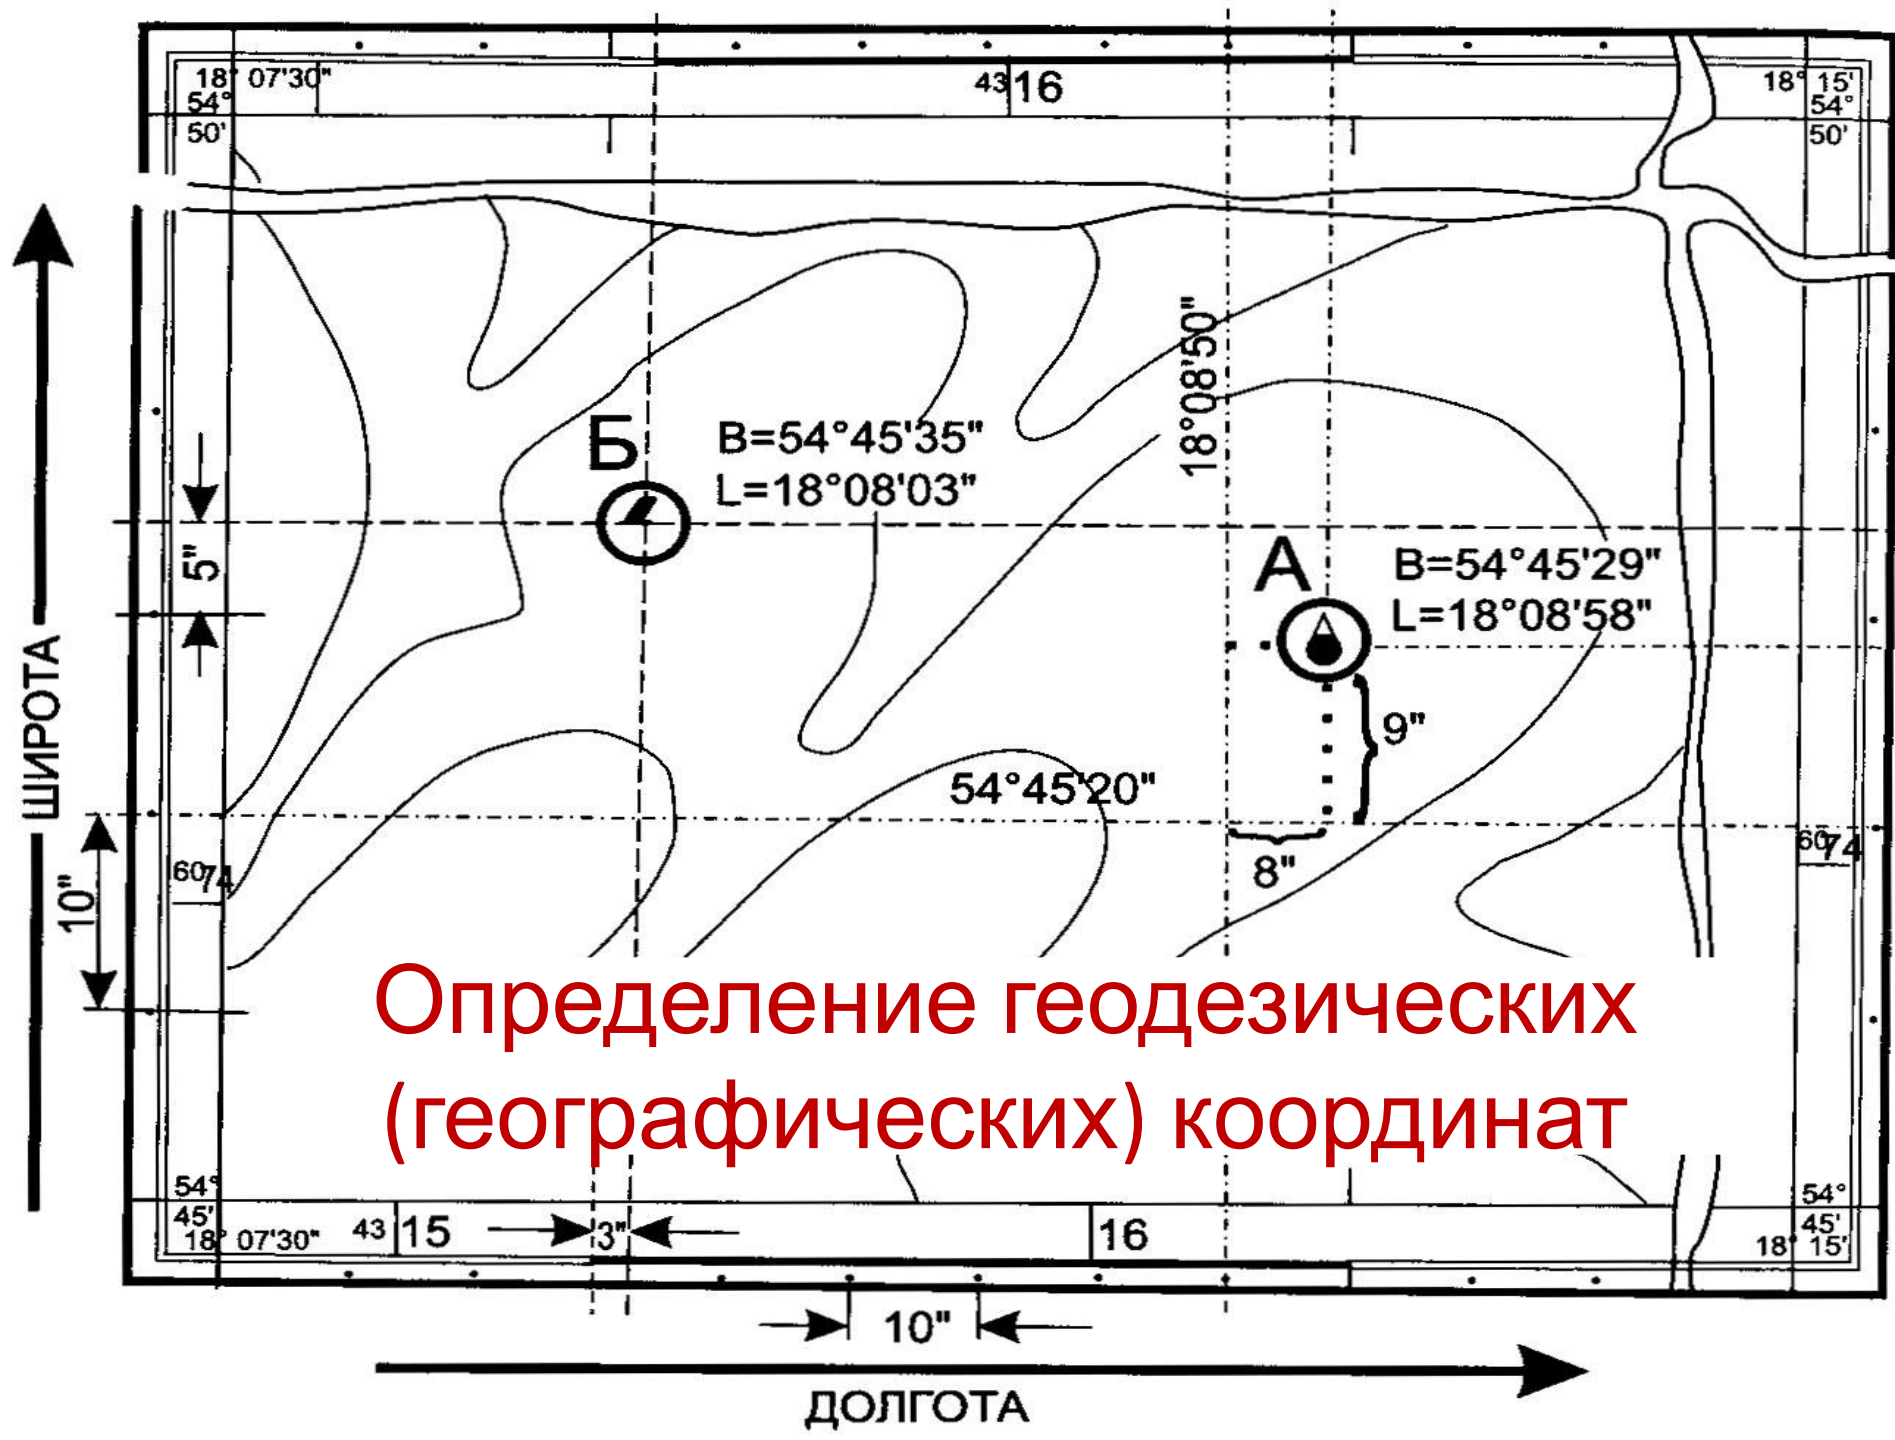 18° 07'30"
54°
50'
43 16
18° 15'
54°
50'
ШИРОТА
18°08'50"
Б
B=54°45'35"
L=18°08'03"
5"
А
B=54°45'29"
L=18°08'58"
9"
54°45'20"
8"
10"
60 74
60 74
Определение геодезических
(географических) координат
54°
45'
18° 07'30"
43 15
3"
16
54°
45'
18° 15'
10"
ДОЛГОТА